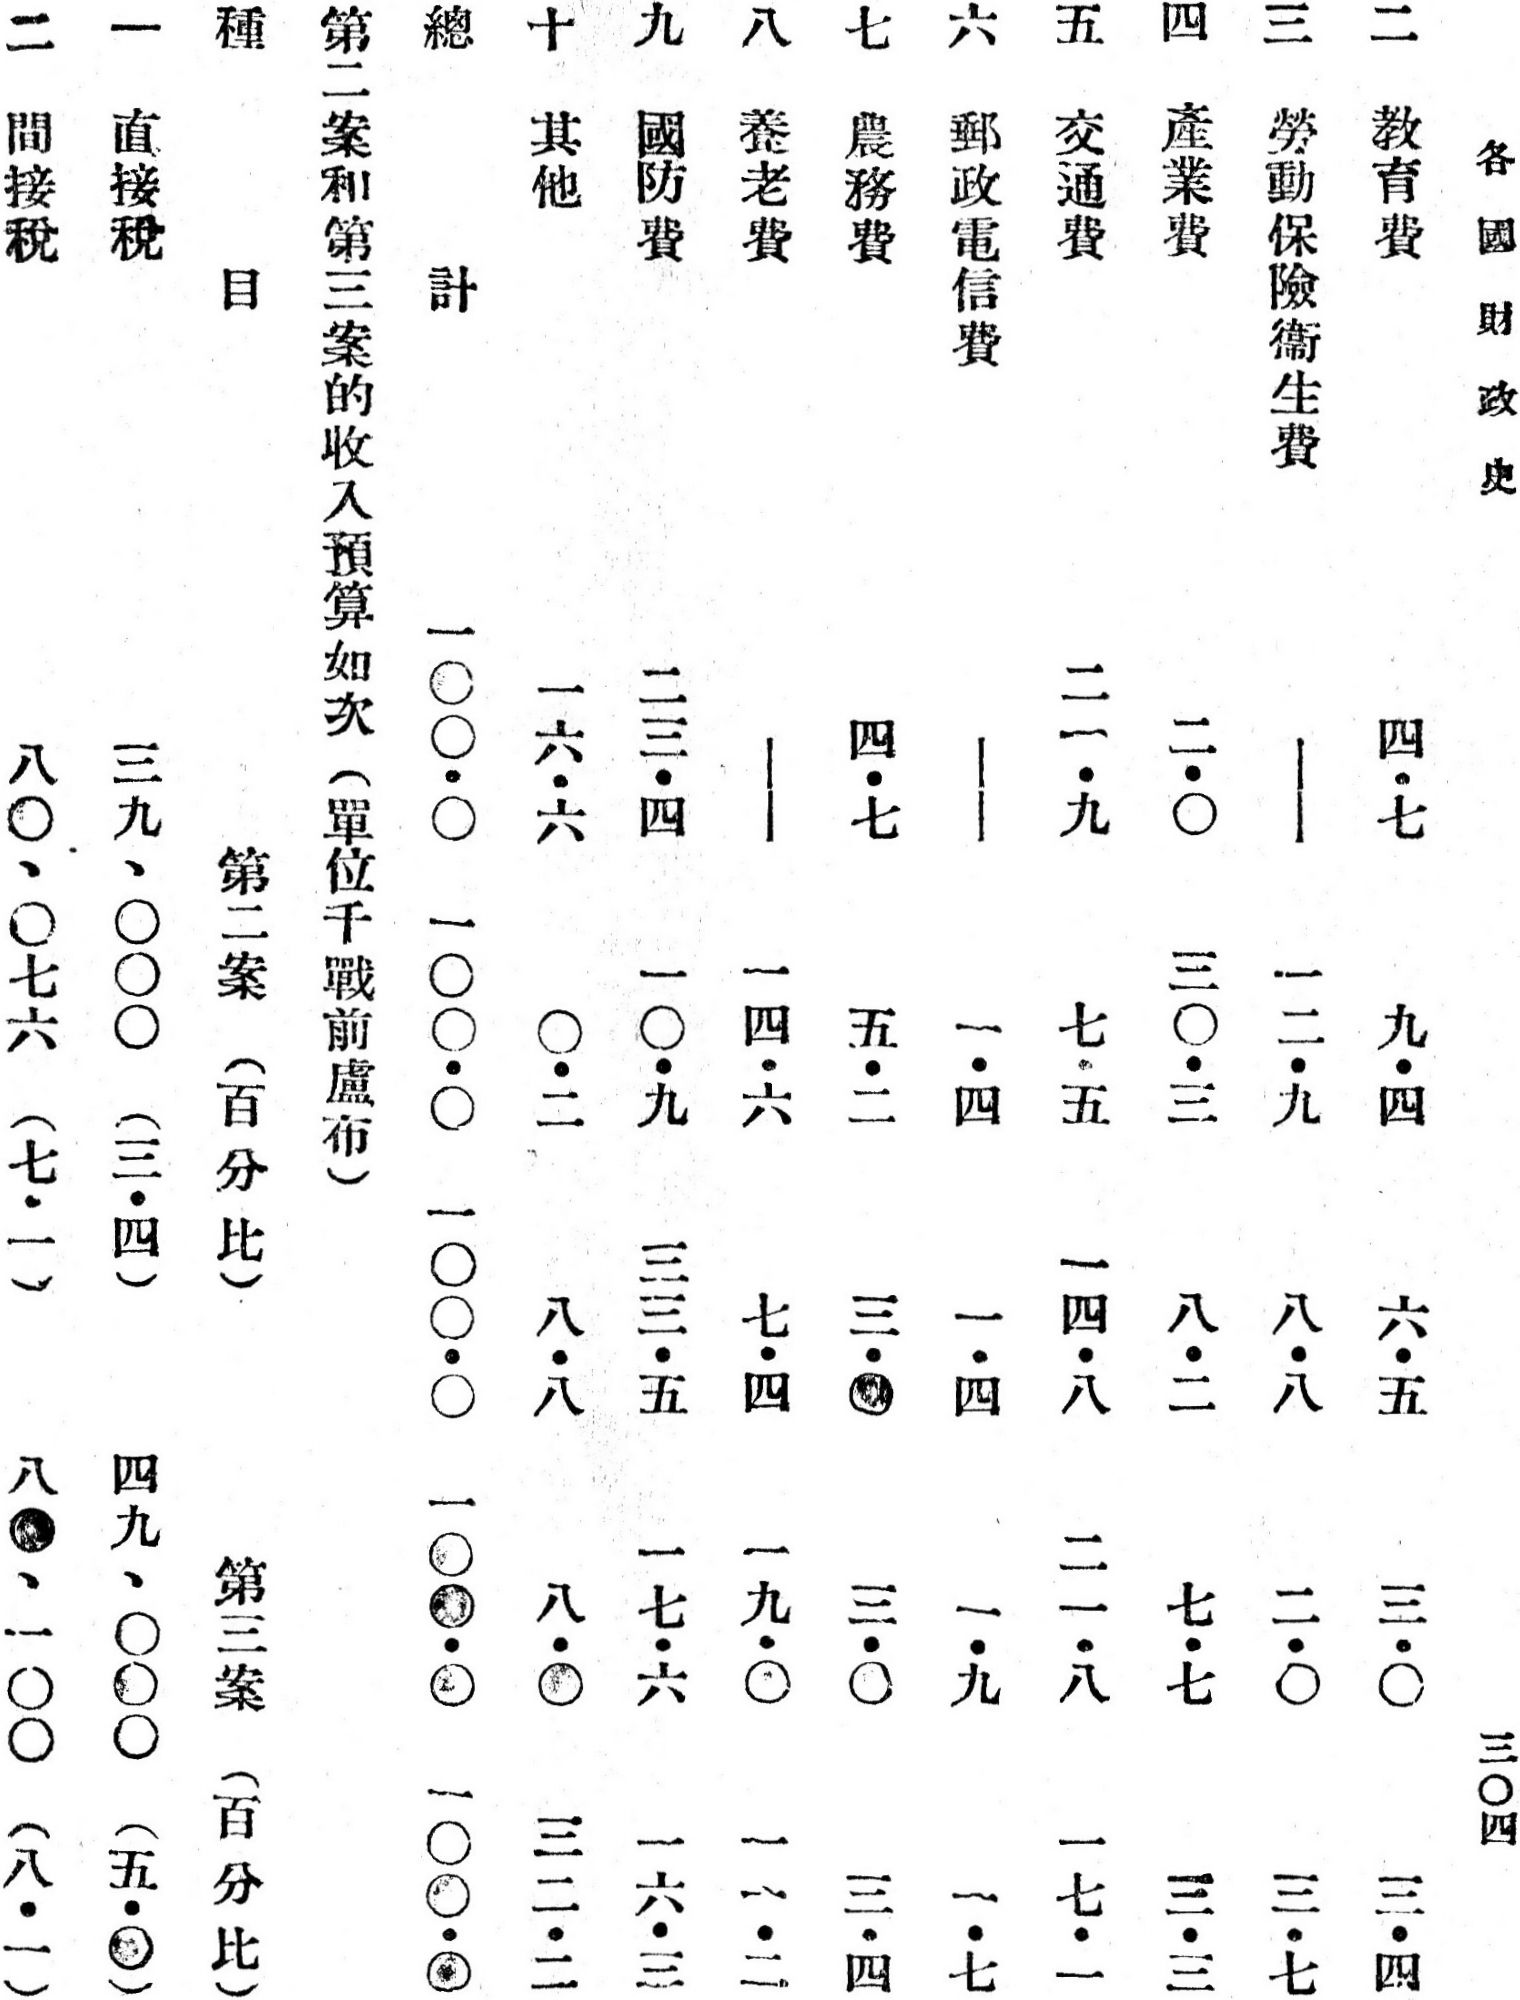 各國財政史　三〇四
二　教育費　四・七　九・四　六・五　三・〇　三・四
三　勞動保險衞生費　――　一二・九　八・八　二・〇　三・七
四　產業費　二・〇　三〇・三　八・二　七・七　三・三
五　交通費　二一・九　七・五　一四・八　二一・八　一七・一
六　郵政電信費　――　一・四　一・四　一・九　一・七
七　農務費　四・七　五・二　三・〇　三・〇　三・四
八　養老費　――　一四・六　七・四　一九・〇　一一・二
九　國防費　二三・四　一〇・九　三三・五　一七・六　一六・三
十　其他　一六・六　〇・二　八・八　八・〇　三二・二
總計　一〇〇・〇　一〇〇・〇　一〇〇・〇　一〇〇・〇　一〇〇・〇
第二案和第三案的收入預算如次（單位千戰前盧布）
種目　第二案（百分比）　第三案（百分比）
一　直接稅　三九、〇〇〇（三・四）　四九、〇〇〇（五・〇）
二　間接稅　八〇、〇七六（七・一）　八〇、一〇〇（八・一）